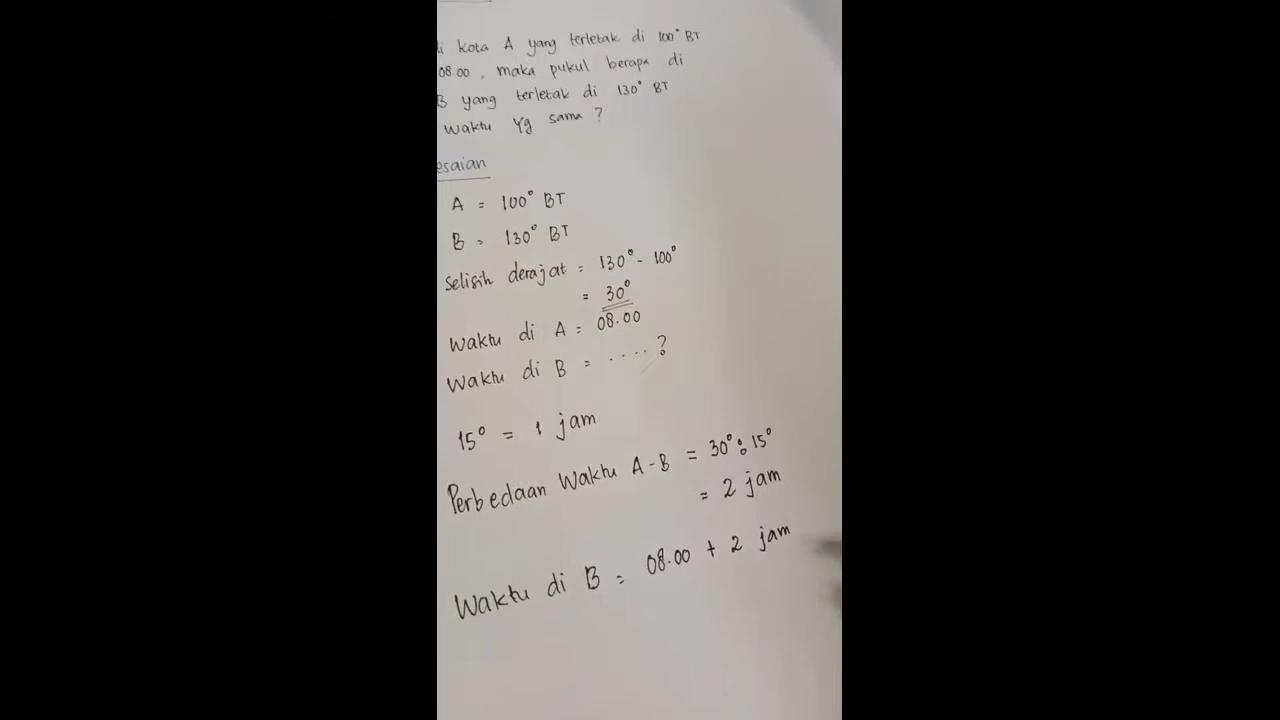 kota A yang terletak di 100° BT
08.00, maka pukul berapa di
B yang terletak di 130° BT
waktu yg sama ?
esaian
A = 100° BT
B = 130° BT
Selisih derajat = 130° - 100°
= 30°
Waktu di A = 08.00
Waktu di B = ....?
15° = 1 jam
Perbedaan Waktu A-B = 30° : 15°
= 2 jam
Waktu di B = 08.00 + 2 jam